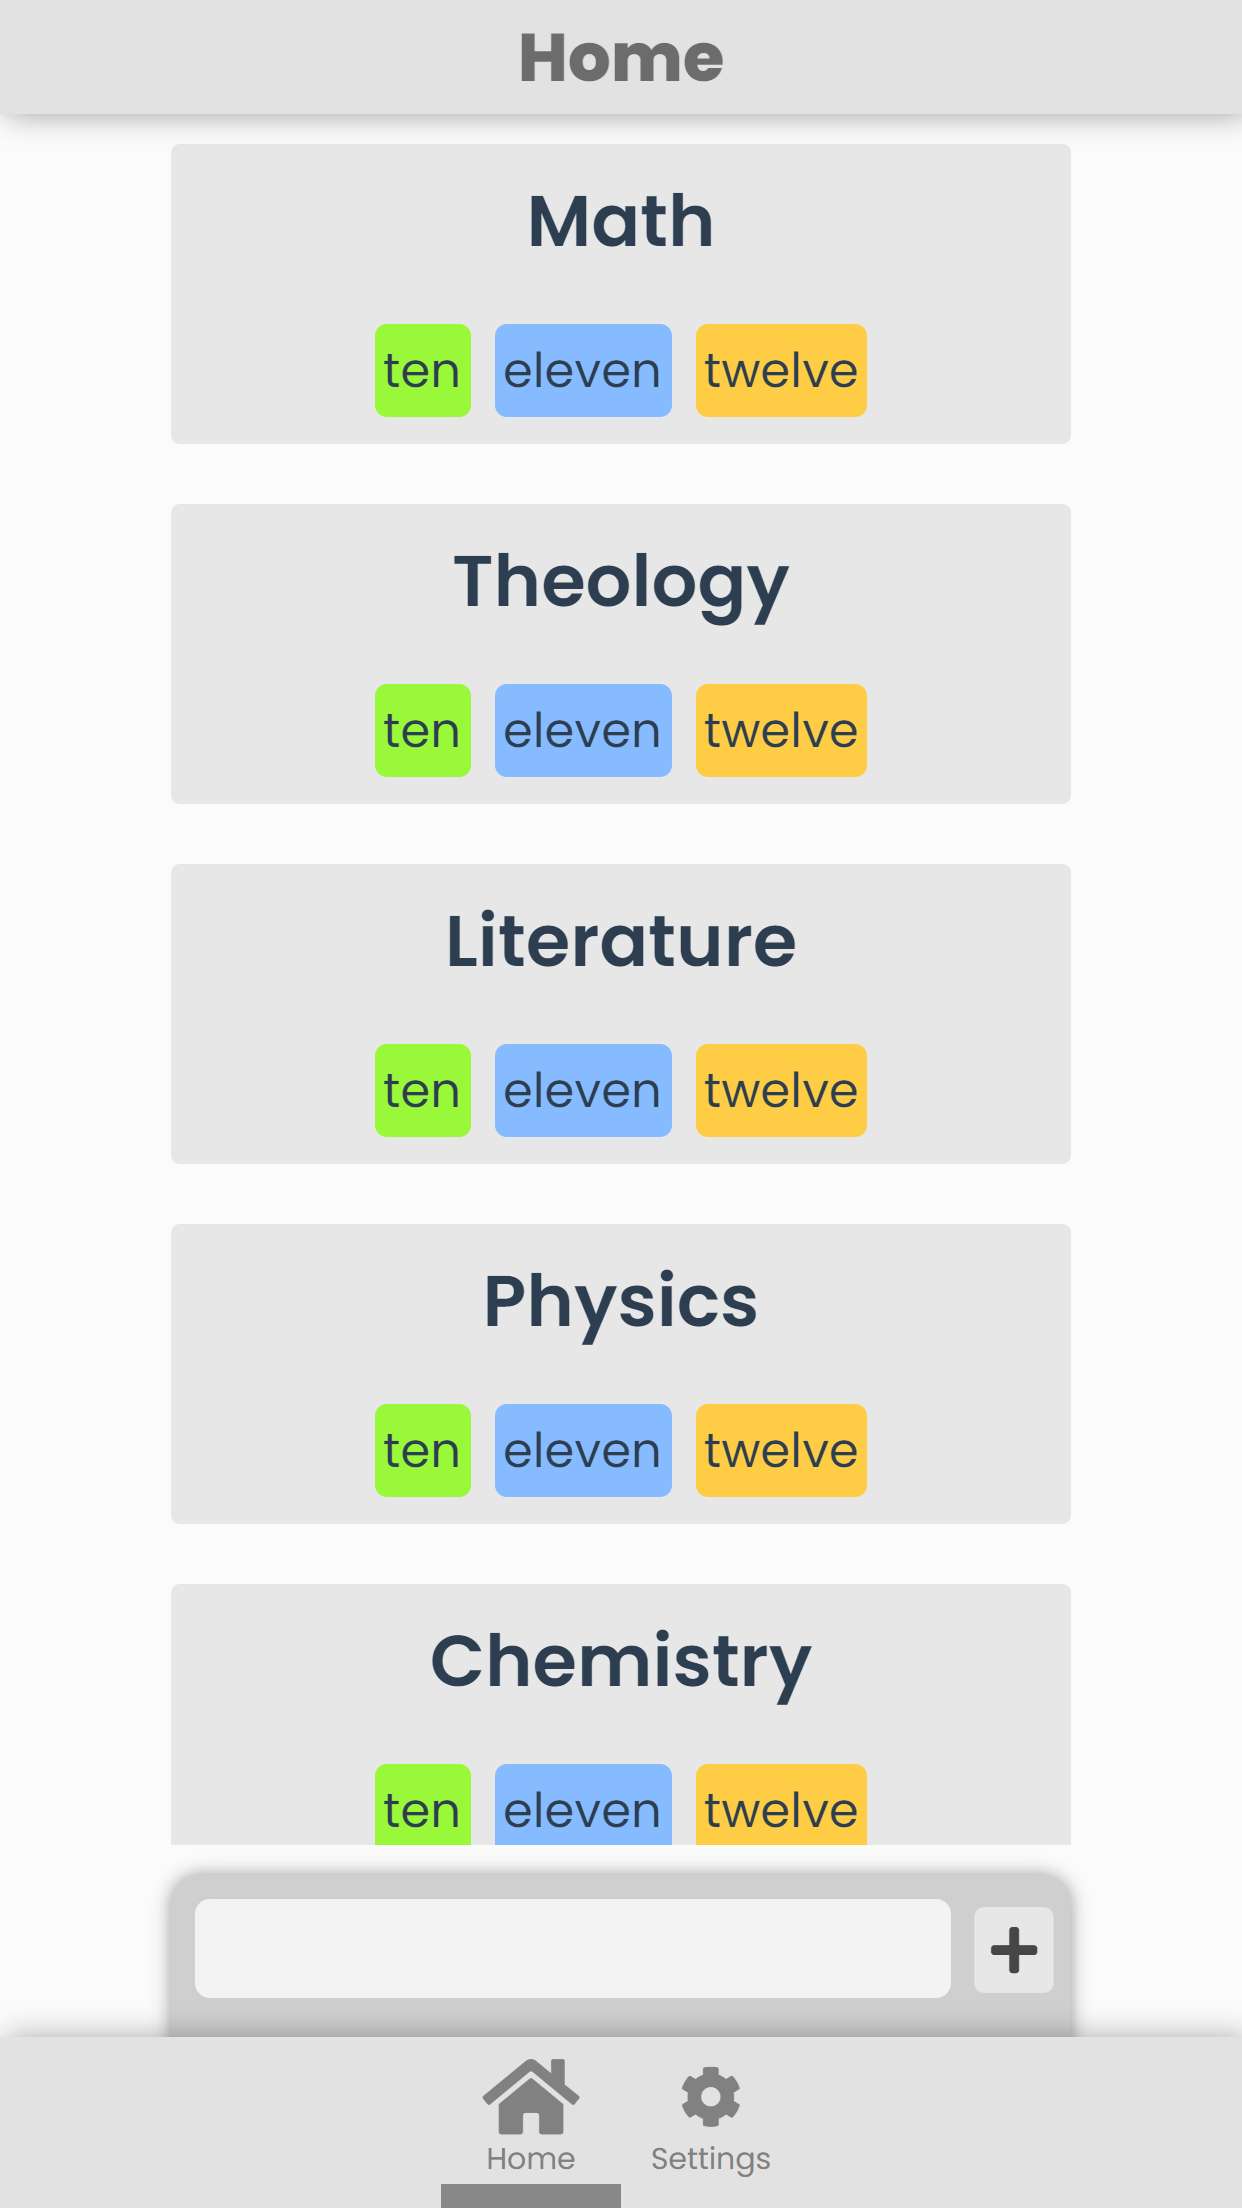 Home
Math
ten eleven twelve
Theology
ten eleven twelve
Literature
ten eleven twelve
Physics
ten eleven twelve
Chemistry
ten eleven twelve
Home Settings